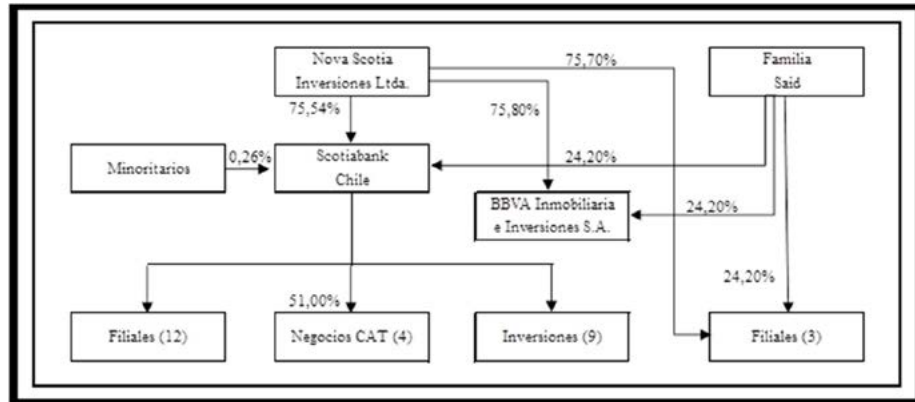 Nova Scotia
Inversiones Ltda.
75,70%
Familia
Said
75,54%
75,80%
Minoritarios
0,26%
Scotiabank
Chile
24,20%
BBVA Inmobiliaria
e Inversiones S.A.
24,20%
24,20%
51,00%
Filiales (12)
Negocios CAT (4)
Inversiones (9)
Filiales (3)